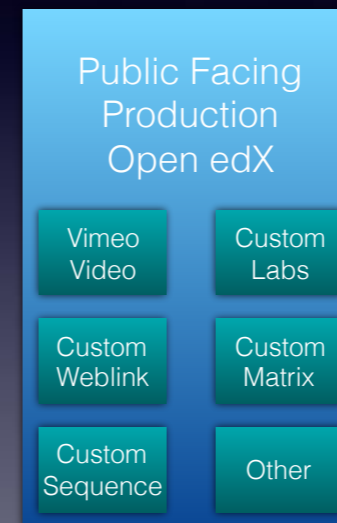 Public Facing
Production
Open edX
Vimeo
Video
Custom
Labs
Custom
Weblink
Custom
Matrix
Custom
Sequence
Other